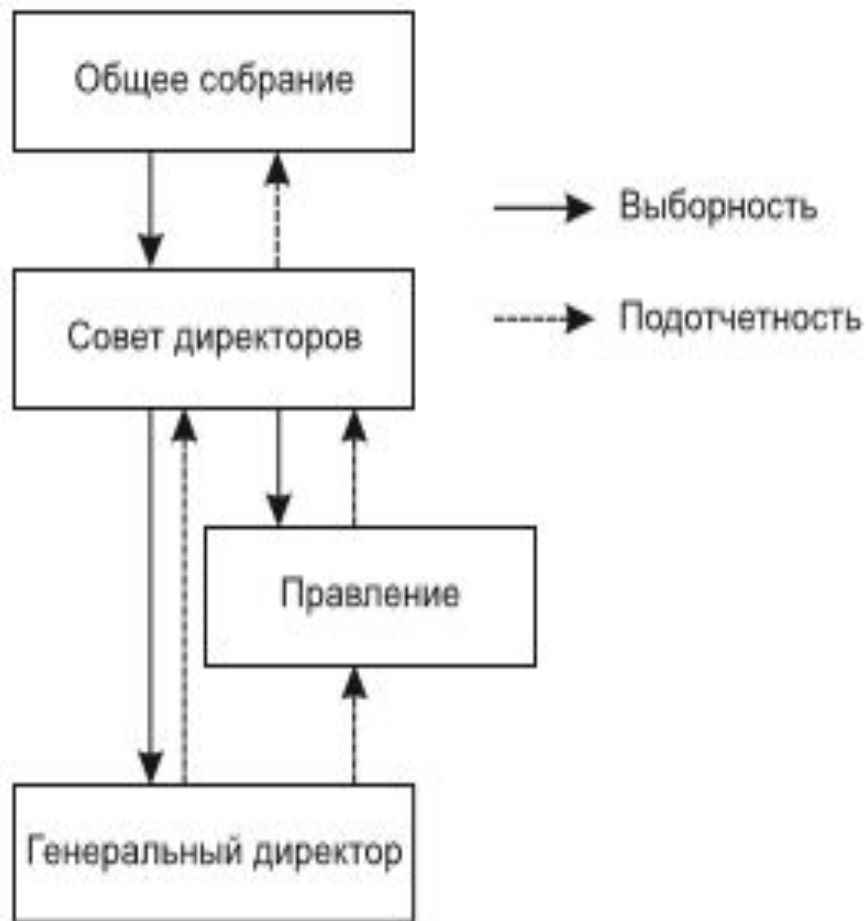 Общее собрание
Выборность
Подотчетность
Совет директоров
Правление
Генеральный директор